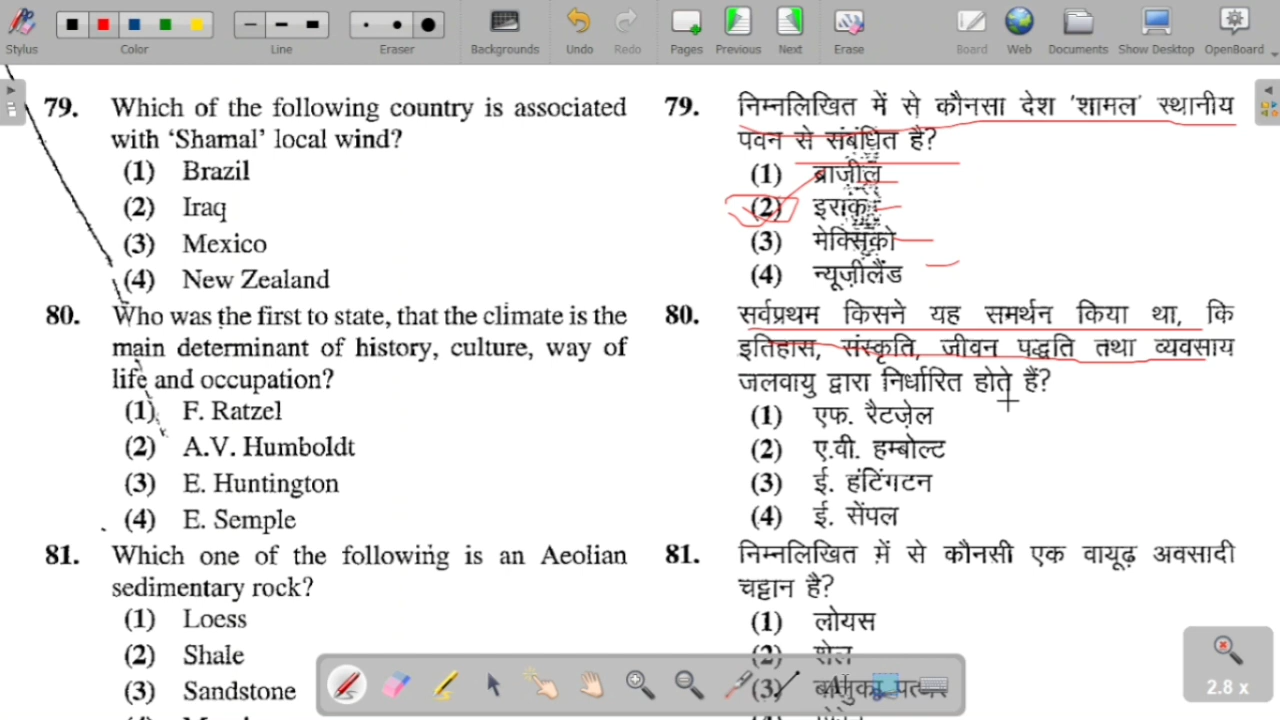 Stylus
Color
Line
Eraser
Backgrounds
Undo
Redo
Pages
Previous
Next
Erase
Board
Web
Documents
Show Desktop
OpenBoard
79. Which of the following country is associated
with ‘Shamal’ local wind?
(1) Brazil
(2) Iraq
(3) Mexico
(4) New Zealand
80. Who was the first to state, that the climate is the
main determinant of history, culture, way of
life and occupation?
(1) F. Ratzel
(2) A.V. Humboldt
(3) E. Huntington
(4) E. Semple
81. Which one of the following is an Aeolian
sedimentary rock?
(1) Loess
(2) Shale
(3) Sandstone
79. निम्नलिखित में से कौनसा देश ‘शामल’ स्थानीय
पवन से संबंधित है?
(1) ब्राजील
(2) इराक
(3) मेक्सिको
(4) न्यूज़ीलैंड
80. सर्वप्रथम किसने यह समर्थन किया था, कि
इतिहास, संस्कृति, जीवन पद्धति तथा व्यवसाय
जलवायु द्वारा निर्धारित होते हैं?
(1) एफ. रैटज़ेल
(2) ए.वी. हम्बोल्ट
(3) ई. हंटिंगटन
(4) ई. सेंपल
81. निम्नलिखित में से कौनसी एक वायूढ़ अवसादी
चट्टान है?
(1) लोयस
(2) शेल
(3)
2.8 x